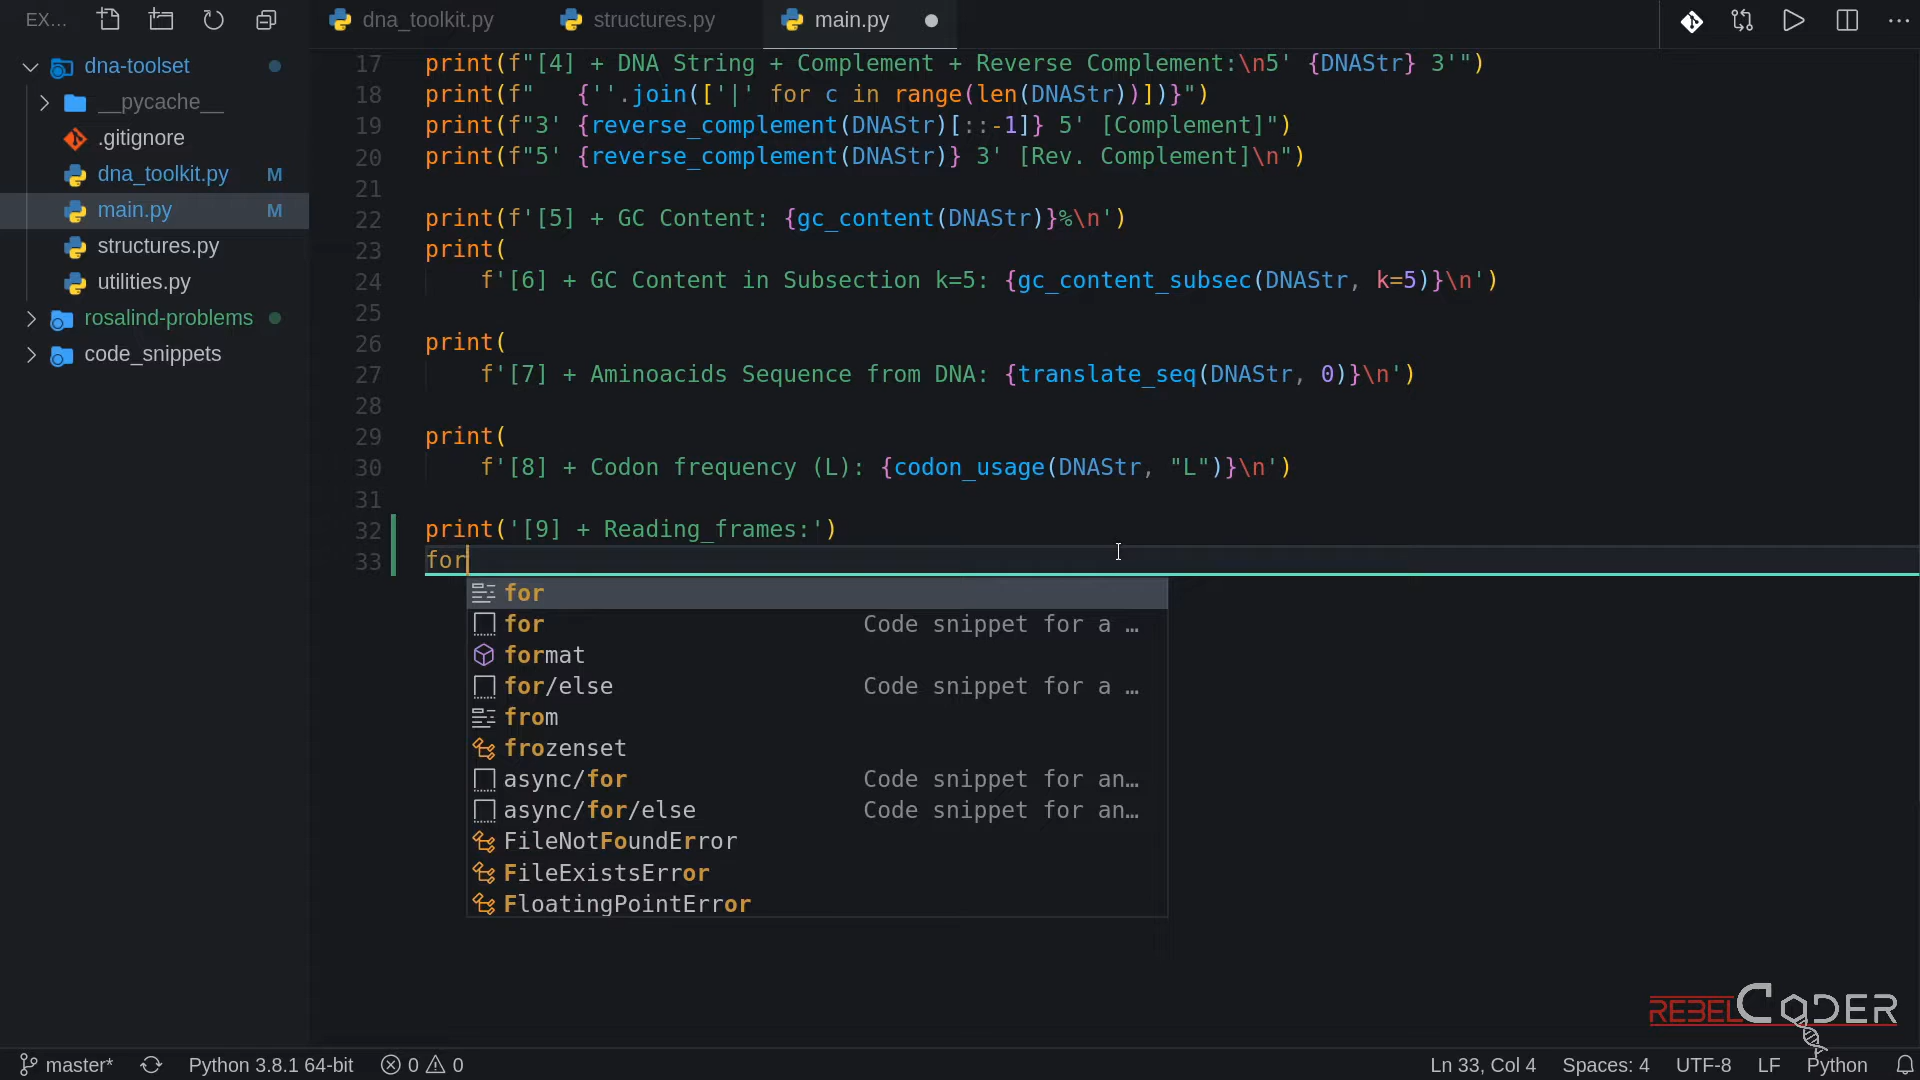 EX...
dna_toolkit.py
structures.py
main.py
dna-toolset
__pycache__
.gitignore
dna_toolkit.py M
main.py M
structures.py
utilities.py
rosalind-problems
code_snippets
17 print(f"[4] + DNA String + Complement + Reverse Complement:\n5' {DNAStr} 3'")
18 print(f"   {''.join(['|' for c in range(len(DNAStr))])}")
19 print(f"3' {reverse_complement(DNAStr)[::-1]} 5' [Complement]")
20 print(f"5' {reverse_complement(DNAStr)} 3' [Rev. Complement]\n")
21
22 print(f'[5] + GC Content: {gc_content(DNAStr)}%\n')
23 print(
24     f'[6] + GC Content in Subsection k=5: {gc_content_subsec(DNAStr, k=5)}\n')
25
26 print(
27     f'[7] + Aminoacids Sequence from DNA: {translate_seq(DNAStr, 0)}\n')
28
29 print(
30     f'[8] + Codon frequency (L): {codon_usage(DNAStr, "L")}\n')
31
32 print('[9] + Reading_frames:')
33 for
for
for Code snippet for a …
format
for/else Code snippet for a …
from
frozenset
async/for Code snippet for an…
async/for/else Code snippet for an…
FileNotFoundError
FileExistsError
FloatingPointError
REBELCODER
master* Python 3.8.1 64-bit 0 0 Ln 33, Col 4 Spaces: 4 UTF-8 LF Python